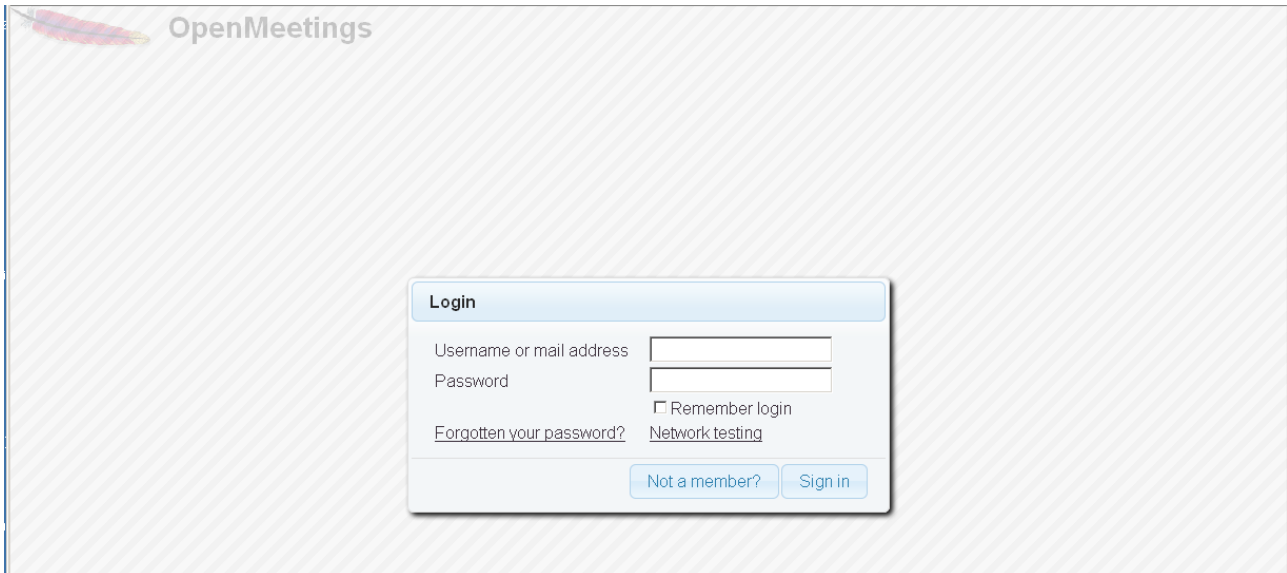 OpenMeetings
Login
Username or mail address
Password
Remember login
Forgotten your password? Network testing
Not a member? Sign in